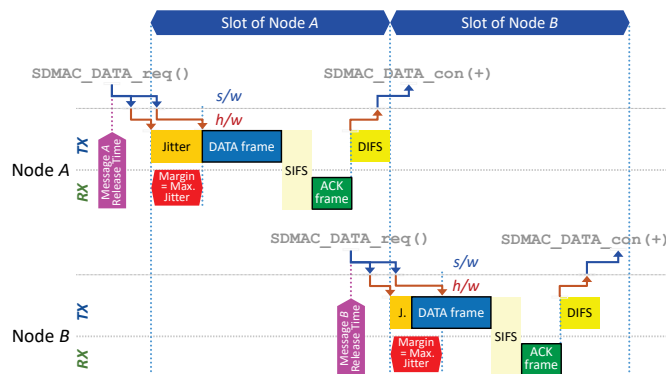 Slot of Node A
Slot of Node B
SDMAC_DATA_req()
SDMAC_DATA_con(+)
s/w
h/w
Node A
TX
RX
Message A
Release Time
Jitter
DATA frame
SIFS
DIFS
Margin
= Max.
Jitter
ACK
frame
SDMAC_DATA_req()
SDMAC_DATA_con(+)
s/w
h/w
Node B
TX
RX
Message B
Release Time
J.
DATA frame
SIFS
DIFS
Margin
= Max.
Jitter
ACK
frame